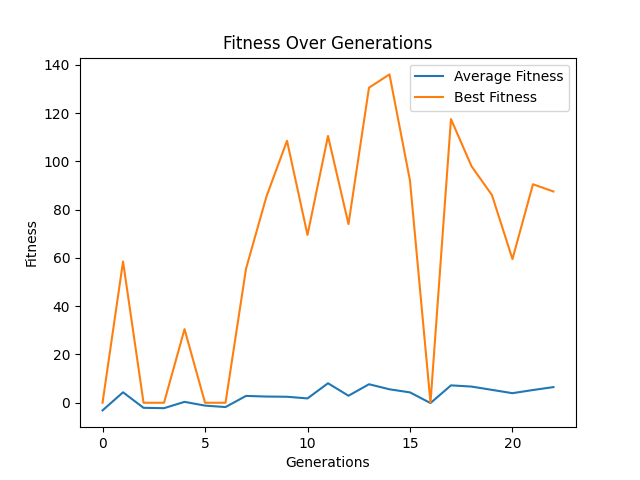 Fitness Over Generations
Average Fitness
Best Fitness
140
120
100
80
60
40
20
0
Fitness
0 5 10 15 20
Generations